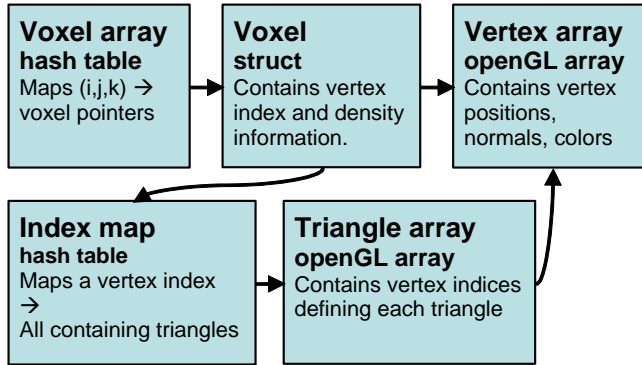 Voxel array
hash table
Maps (i,j,k) →
voxel pointers
Voxel
struct
Contains vertex
index and density
information.
Vertex array
openGL array
Contains vertex
positions,
normals, colors
Index map
hash table
Maps a vertex index
→
All containing triangles
Triangle array
openGL array
Contains vertex indices
defining each triangle